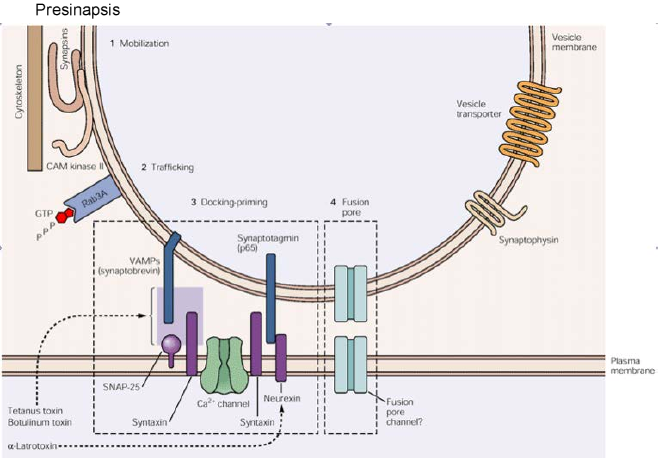 Presinapsis
1 Mobilization
Synapsins
Cytoskeleton
Vesicle
membrane
Vesicle
transporter
CAM kinase II
2 Trafficking
Rab3A
GTP
P P P
3 Docking-priming
4 Fusion
pore
Synaptotagmin
(p65)
Synaptophysin
VAMPs
(synaptobrevin)
Plasma
membrane
SNAP-25
Ca2- channel
Neurexin
Tetanus toxin
Botulinum toxin
Syntaxin
Syntaxin
Fusion
pore
channel?
α-Latrotoxin